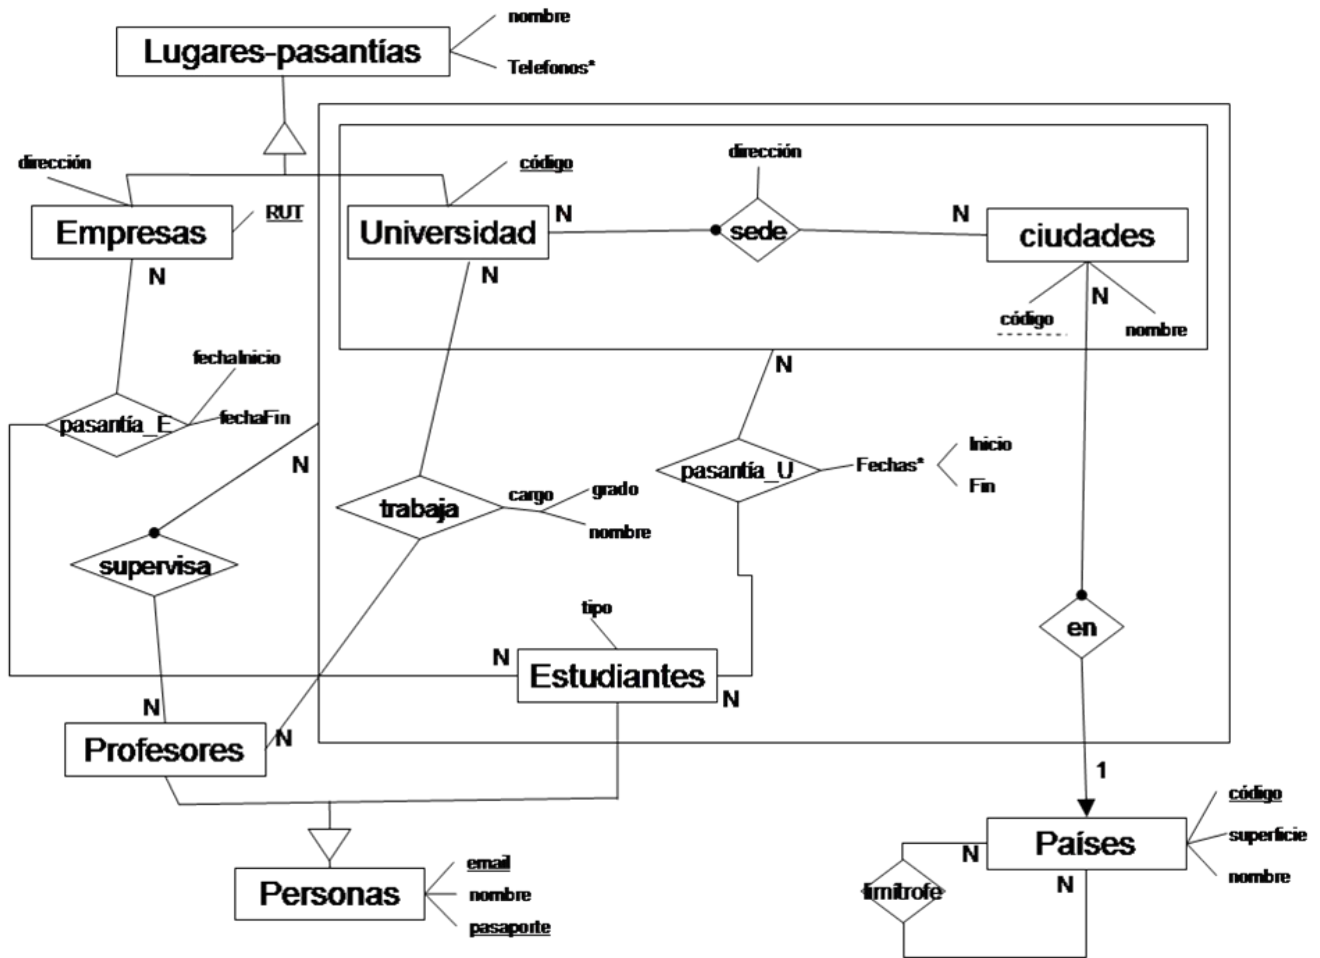 nombre
Lugares-pasantías
Telefonos*
dirección
código
dirección
RUT
N
N
Empresas
Universidad
sede
ciudades
N
N
N
código
nombre
fechaInicio
N
pasantía_E
fechaFin
Inicio
N
pasantía_U
Fechas*
Fin
cargo
grado
trabaja
nombre
supervisa
tipo
en
N
Estudiantes
N
N
N
Profesores
1
código
superficie
Países
N
nombre
email
N
limitrofe
Personas
nombre
pasaporte